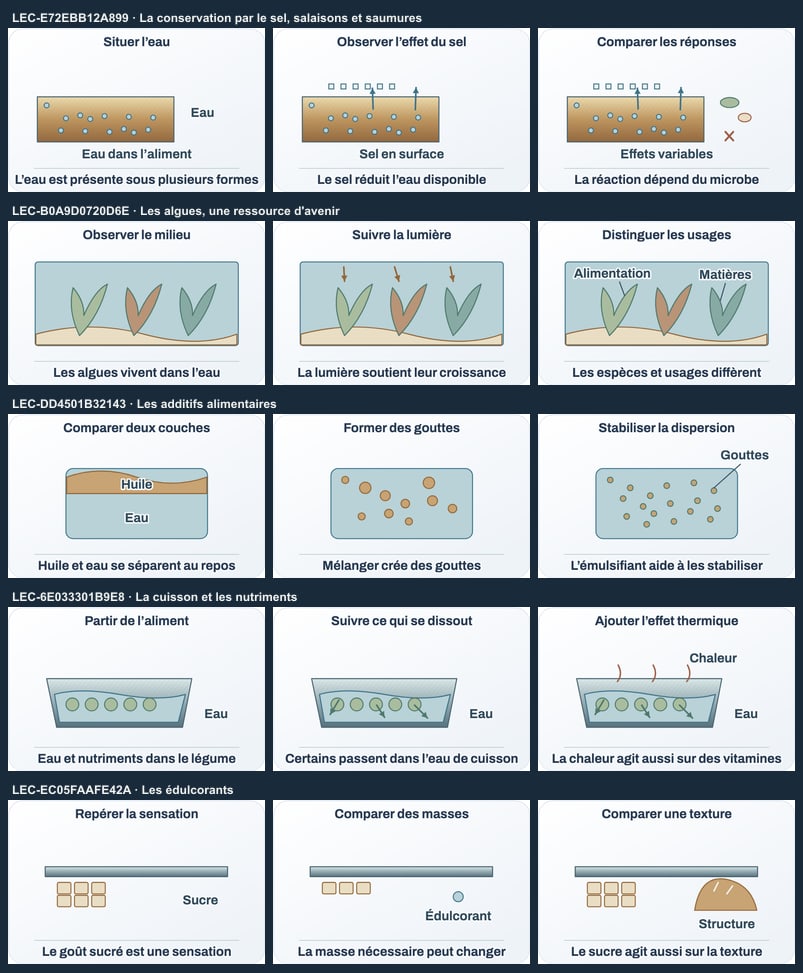 LEC-E72EBB12A899 · La conservation par le sel, salaisons et saumures
Situer l’eau
Eau
Eau dans l’aliment
L’eau est présente sous plusieurs formes
Observer l’effet du sel
Sel en surface
Le sel réduit l’eau disponible
Comparer les réponses
Effets variables
La réaction dépend du microbe
LEC-B0A9D0720D6E · Les algues, une ressource d'avenir
Observer le milieu
Les algues vivent dans l’eau
Suivre la lumière
La lumière soutient leur croissance
Distinguer les usages
Alimentation
Matières
Les espèces et usages diffèrent
LEC-DD4501B32143 · Les additifs alimentaires
Comparer deux couches
Huile
Eau
Huile et eau se séparent au repos
Former des gouttes
Mélanger crée des gouttes
Stabiliser la dispersion
Gouttes
L’émulsifiant aide à les stabiliser
LEC-6E033301B9E8 · La cuisson et les nutriments
Partir de l’aliment
Eau
Eau et nutriments dans le légume
Suivre ce qui se dissout
Eau
Certains passent dans l’eau de cuisson
Ajouter l’effet thermique
Chaleur
Eau
La chaleur agit aussi sur des vitamines
LEC-EC05FAAFE42A · Les édulcorants
Repérer la sensation
Sucre
Le goût sucré est une sensation
Comparer des masses
Édulcorant
La masse nécessaire peut changer
Comparer une texture
Structure
Le sucre agit aussi sur la texture